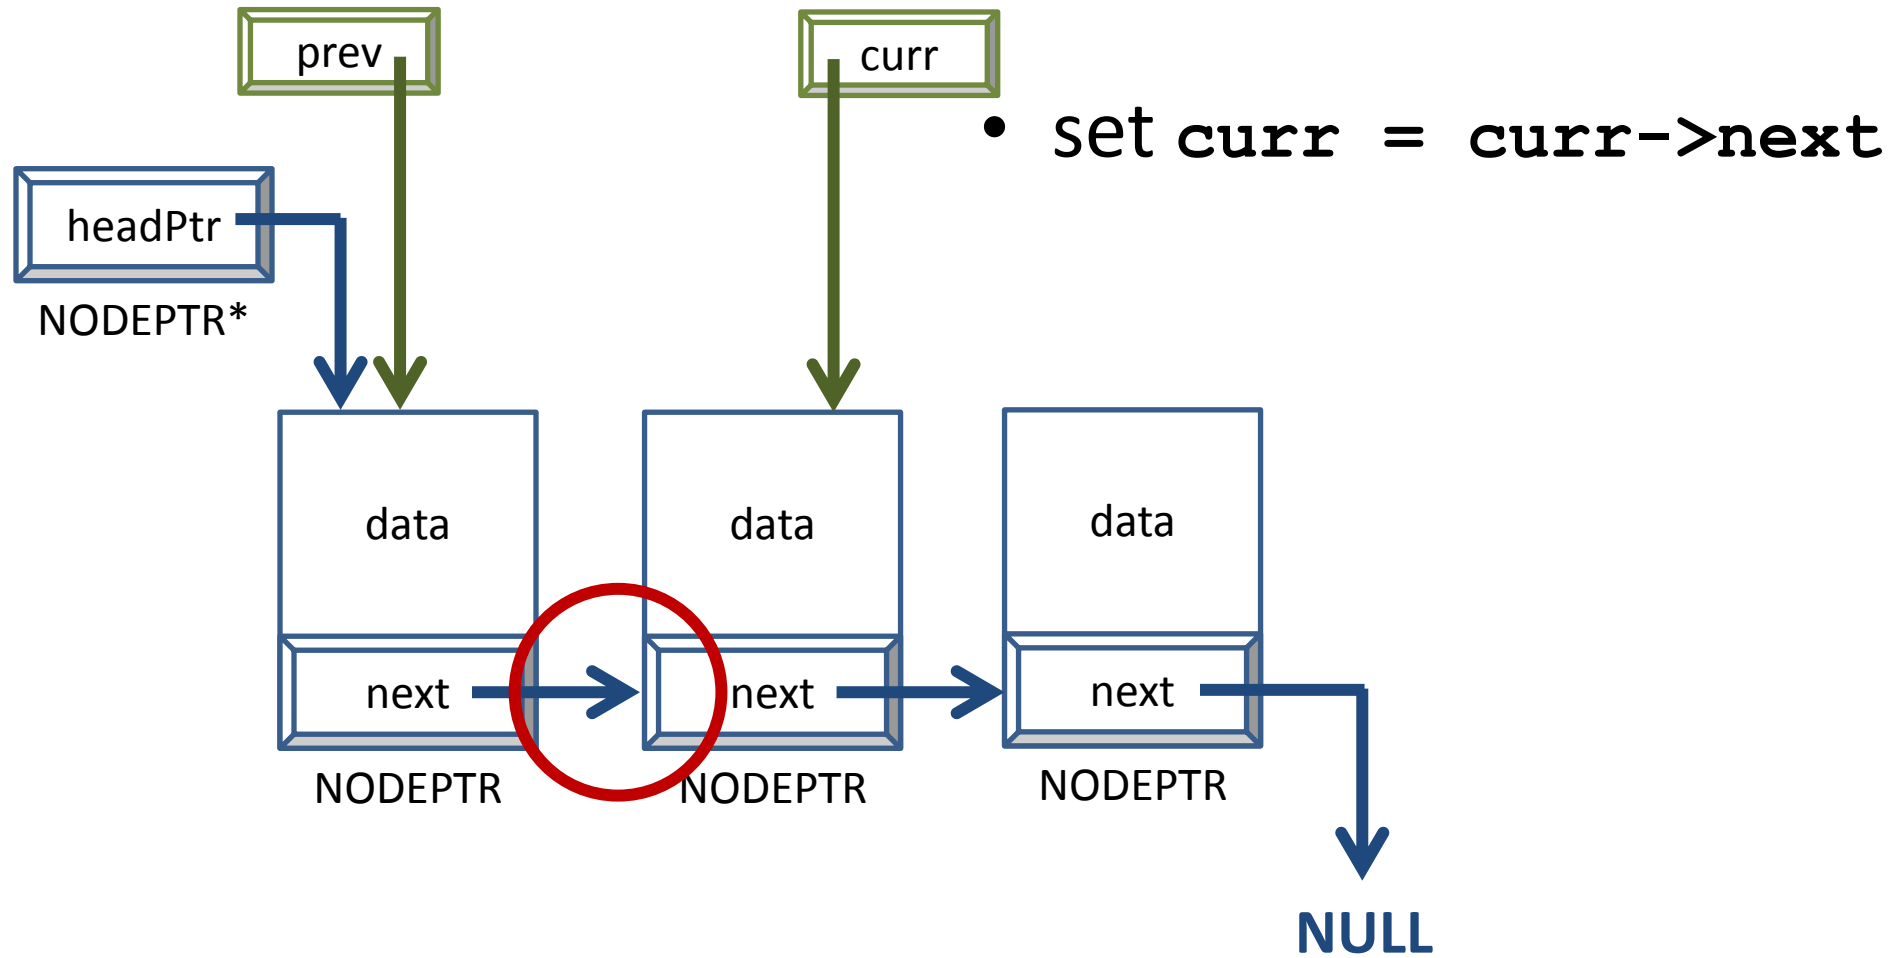 prev
curr
• set curr = curr->next
headPtr
NODEPTR*
data
data
data
next
next
next
NODEPTR
NODEPTR
NODEPTR
NULL